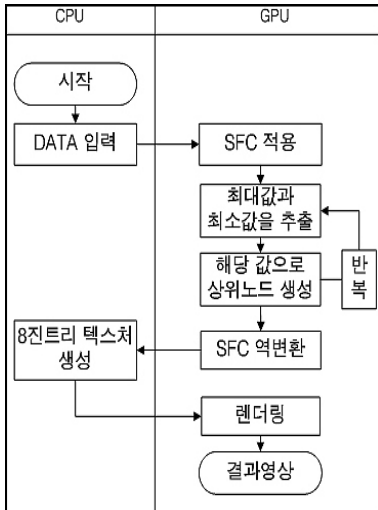 CPU
GPU
시작
DATA 입력
SFC 적용
최대값과
최소값을 추출
해당 값으로
상위노드 생성
반
복
8진트리 텍스처
생성
SFC 역변환
렌더링
결과영상